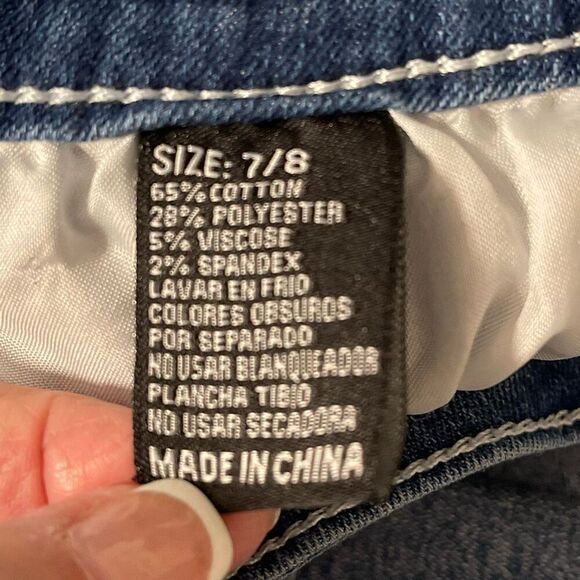 SIZE: 7/8
65% COTTON
28% POLYESTER
5% VISCOSE
2% SPANDEX
LAVAR EN FRIO
COLORES OBSUROS
POR SEPARADO
NO USAR BLANQUEADOR
PLANCHA TIBIO
NO USAR SECADORA
MADE IN CHINA